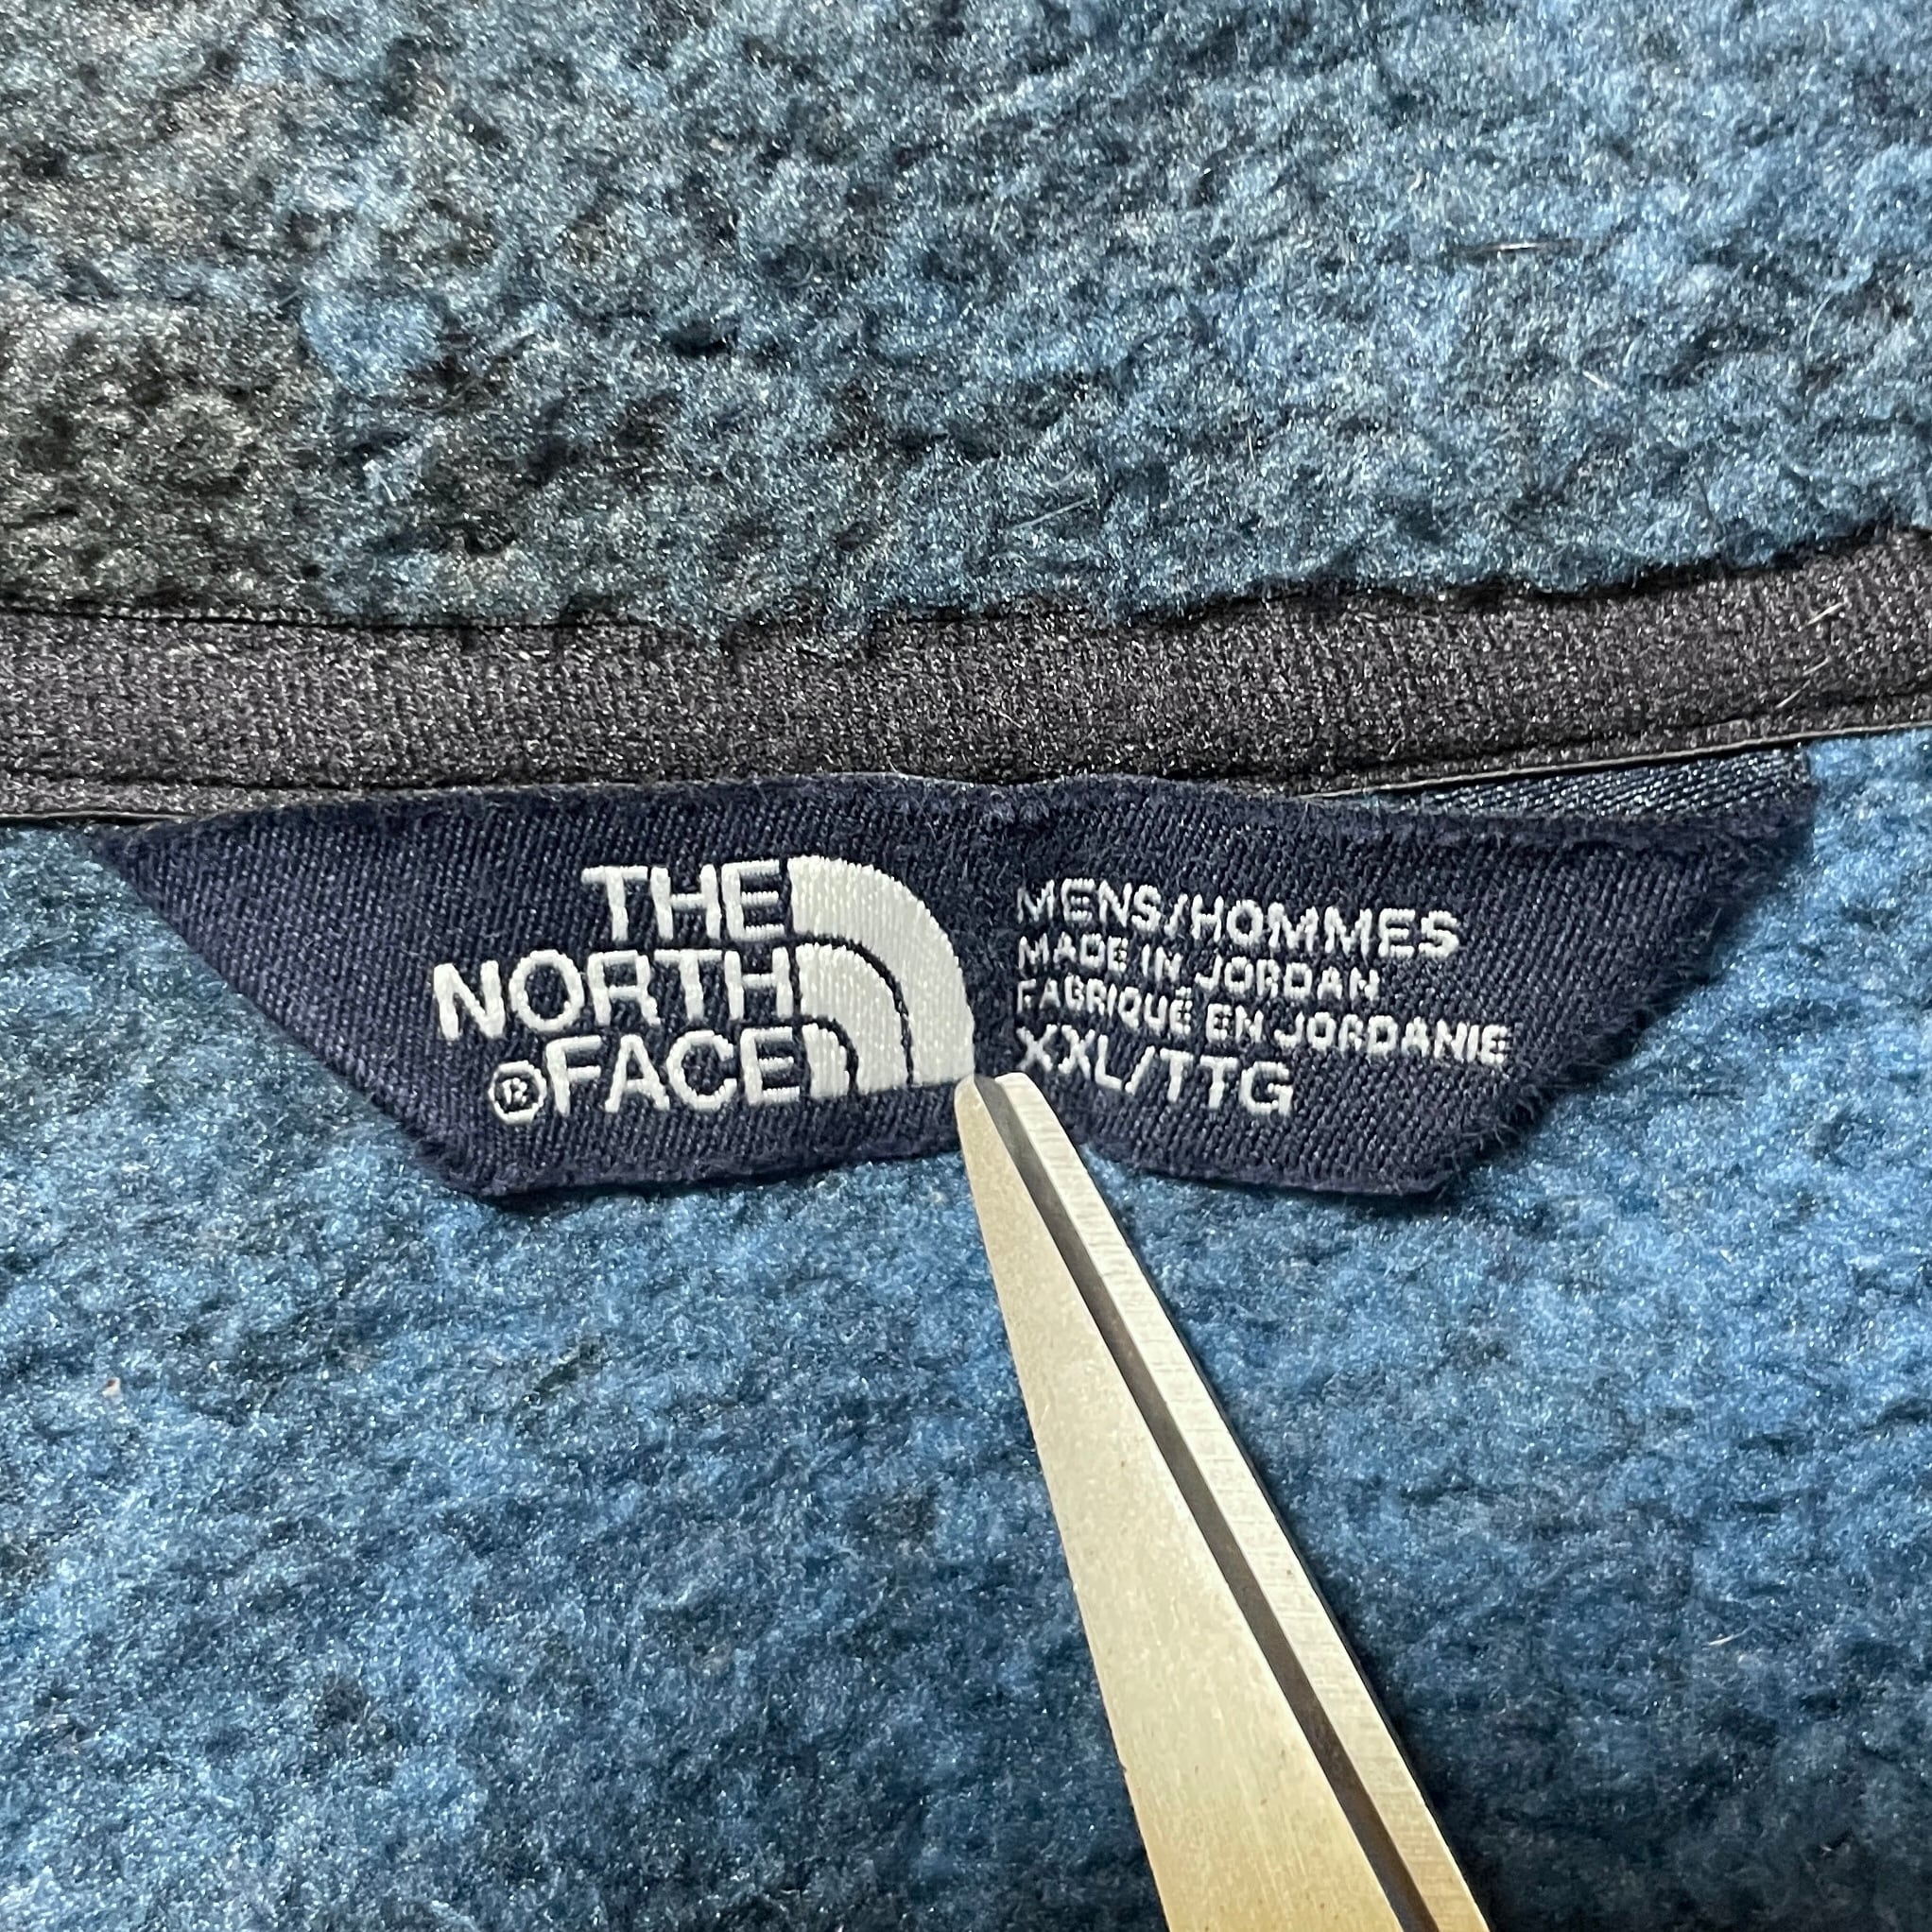 THE
NORTH
®FACE
MENS/HOMMES
MADE IN JORDAN
FABRIQUÉ EN JORDANIE
XXL/TTG